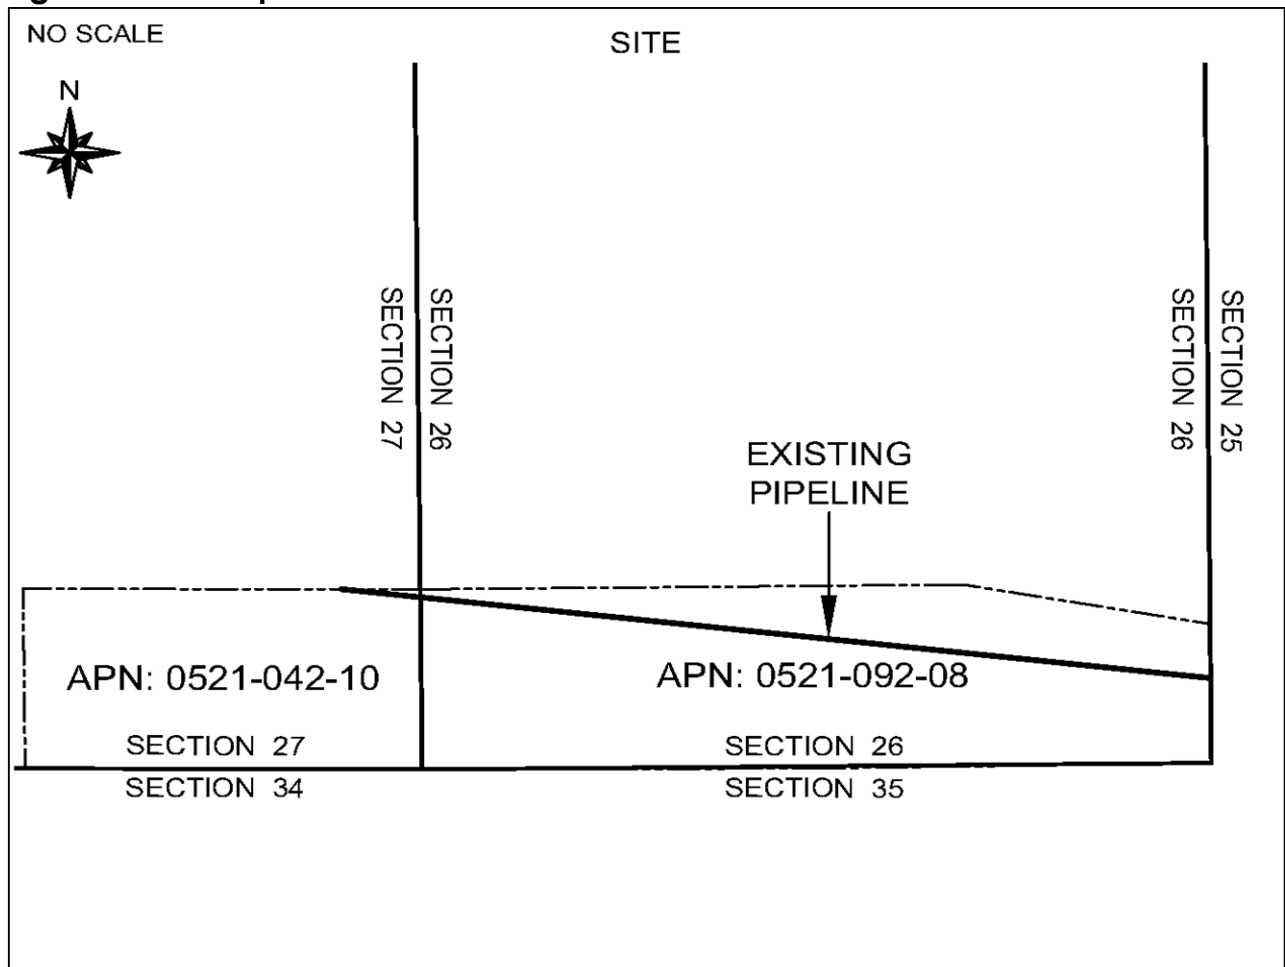 NO SCALE
SITE
N
SECTION 27
SECTION 26
SECTION 26
SECTION 25
EXISTING
PIPELINE
APN: 0521-042-10
APN: 0521-092-08
SECTION 27
SECTION 26
SECTION 34
SECTION 35